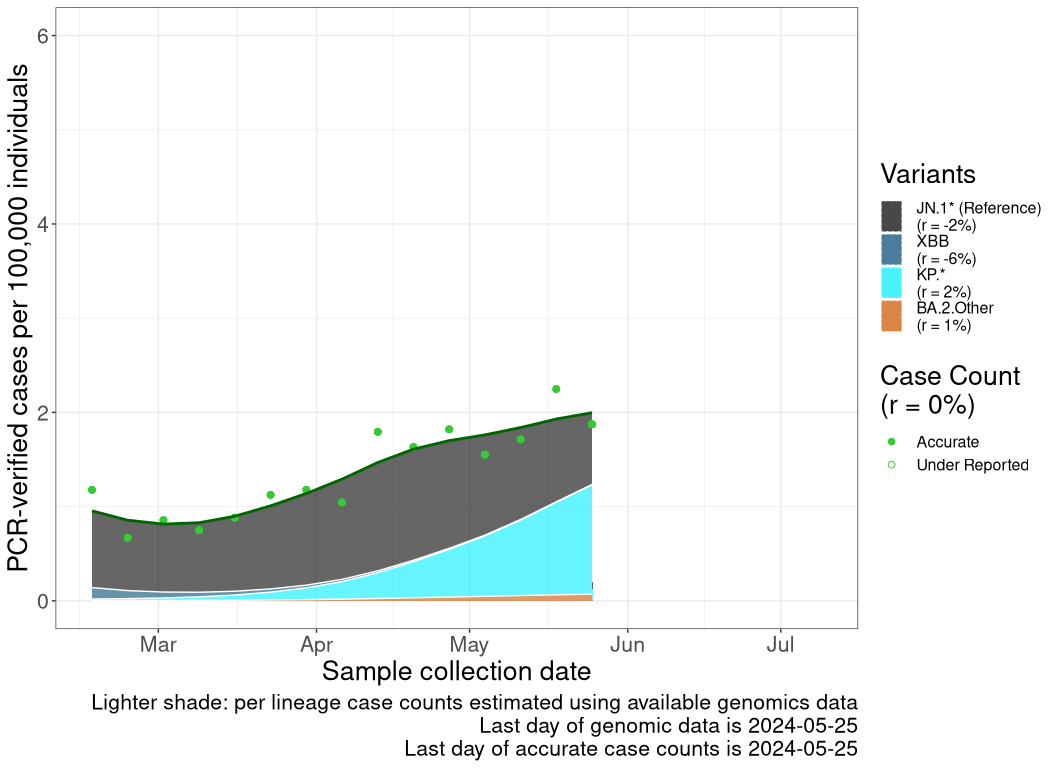 PCR-verified cases per 100,000 individuals
6
4
2
0
Mar Apr May Jun Jul
Sample collection date
Lighter shade: per lineage case counts estimated using available genomics data
Last day of genomic data is 2024-05-25
Last day of accurate case counts is 2024-05-25
Variants
JN.1* (Reference)
(r = -2%)
XBB
(r = -6%)
KP.*
(r = 2%)
BA.2.Other
(r = 1%)
Case Count
(r = 0%)
Accurate
Under Reported